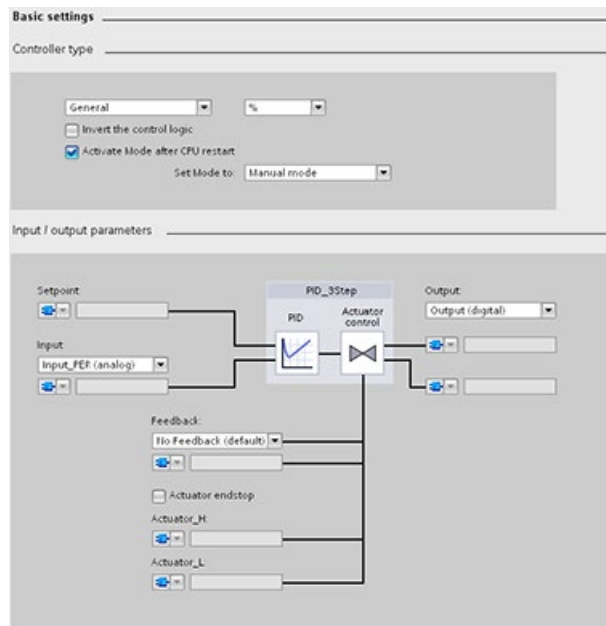 Basic settings
Controller type
General
%
Invert the control logic
Activate Mode after CPU restart
Set Mode to: Manual mode
Input / output parameters
Setpoint:
PID_3Step
Output:
PID
Actuator control
Output (digital)
Input:
Input_PER (analog)
Feedback:
No Feedback (default)
Actuator endstop
Actuator_H:
Actuator_L: